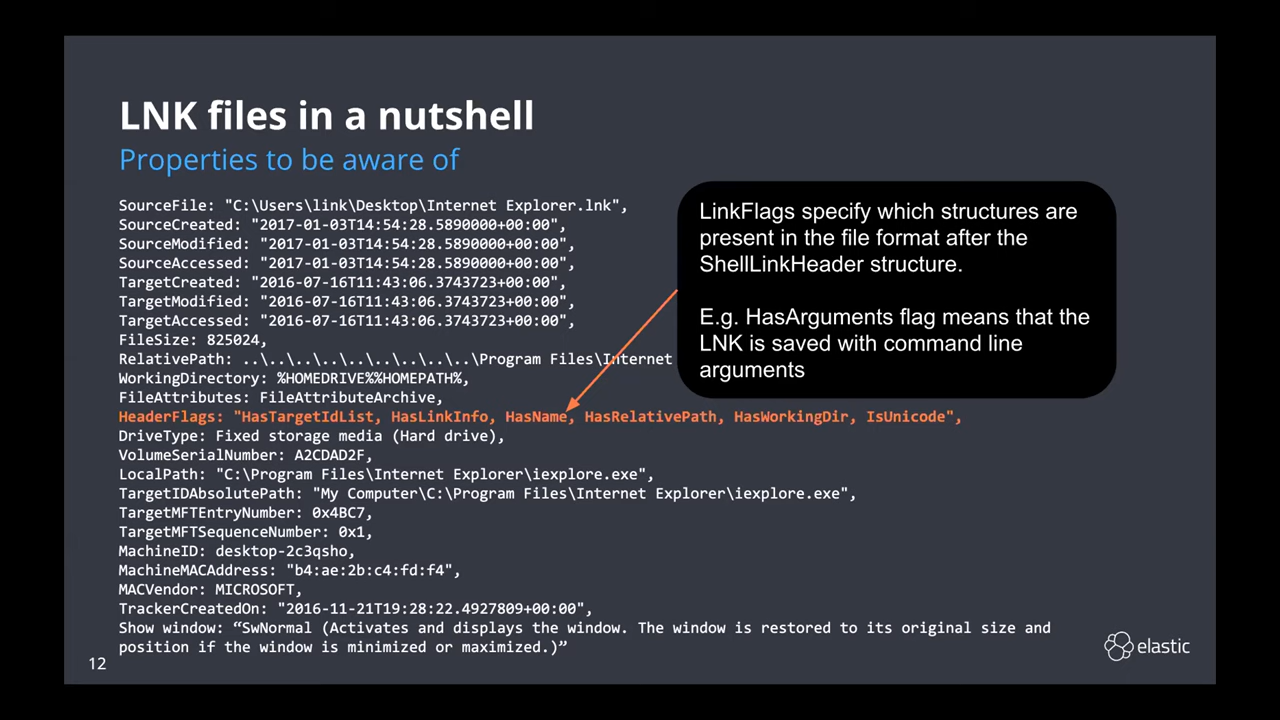 LNK files in a nutshell
Properties to be aware of
SourceFile: "C:\Users\link\Desktop\Internet Explorer.lnk",
SourceCreated: "2017-01-03T14:54:28.5890000+00:00",
SourceModified: "2017-01-03T14:54:28.5890000+00:00",
SourceAccessed: "2017-01-03T14:54:28.5890000+00:00",
TargetCreated: "2016-07-16T11:43:06.3743723+00:00",
TargetModified: "2016-07-16T11:43:06.3743723+00:00",
TargetAccessed: "2016-07-16T11:43:06.3743723+00:00",
FileSize: 825024,
RelativePath: ..\..\..\..\..\..\..\Program Files\Internet
WorkingDirectory: %HOMEDRIVE%%HOMEPATH%,
FileAttributes: FileAttributeArchive,
HeaderFlags: "HasTargetIdList, HasLinkInfo, HasName, HasRelativePath, HasWorkingDir, IsUnicode",
DriveType: Fixed storage media (Hard drive),
VolumeSerialNumber: A2CDAD2F,
LocalPath: "C:\Program Files\Internet Explorer\iexplore.exe",
TargetIDAbsolutePath: "My Computer\C:\Program Files\Internet Explorer\iexplore.exe",
TargetMFTEntryNumber: 0x4BC7,
TargetMFTSequenceNumber: 0x1,
MachineID: desktop-2c3qsho,
MachineMACAddress: "b4:ae:2b:c4:fd:f4",
MACVendor: MICROSOFT,
TrackerCreatedOn: "2016-11-21T19:28:22.4927809+00:00",
Show window: “SwNormal (Activates and displays the window. The window is restored to its original size and
position if the window is minimized or maximized.)”
LinkFlags specify which structures are
present in the file format after the
ShellLinkHeader structure.
E.g. HasArguments flag means that the
LNK is saved with command line
arguments
12
elastic